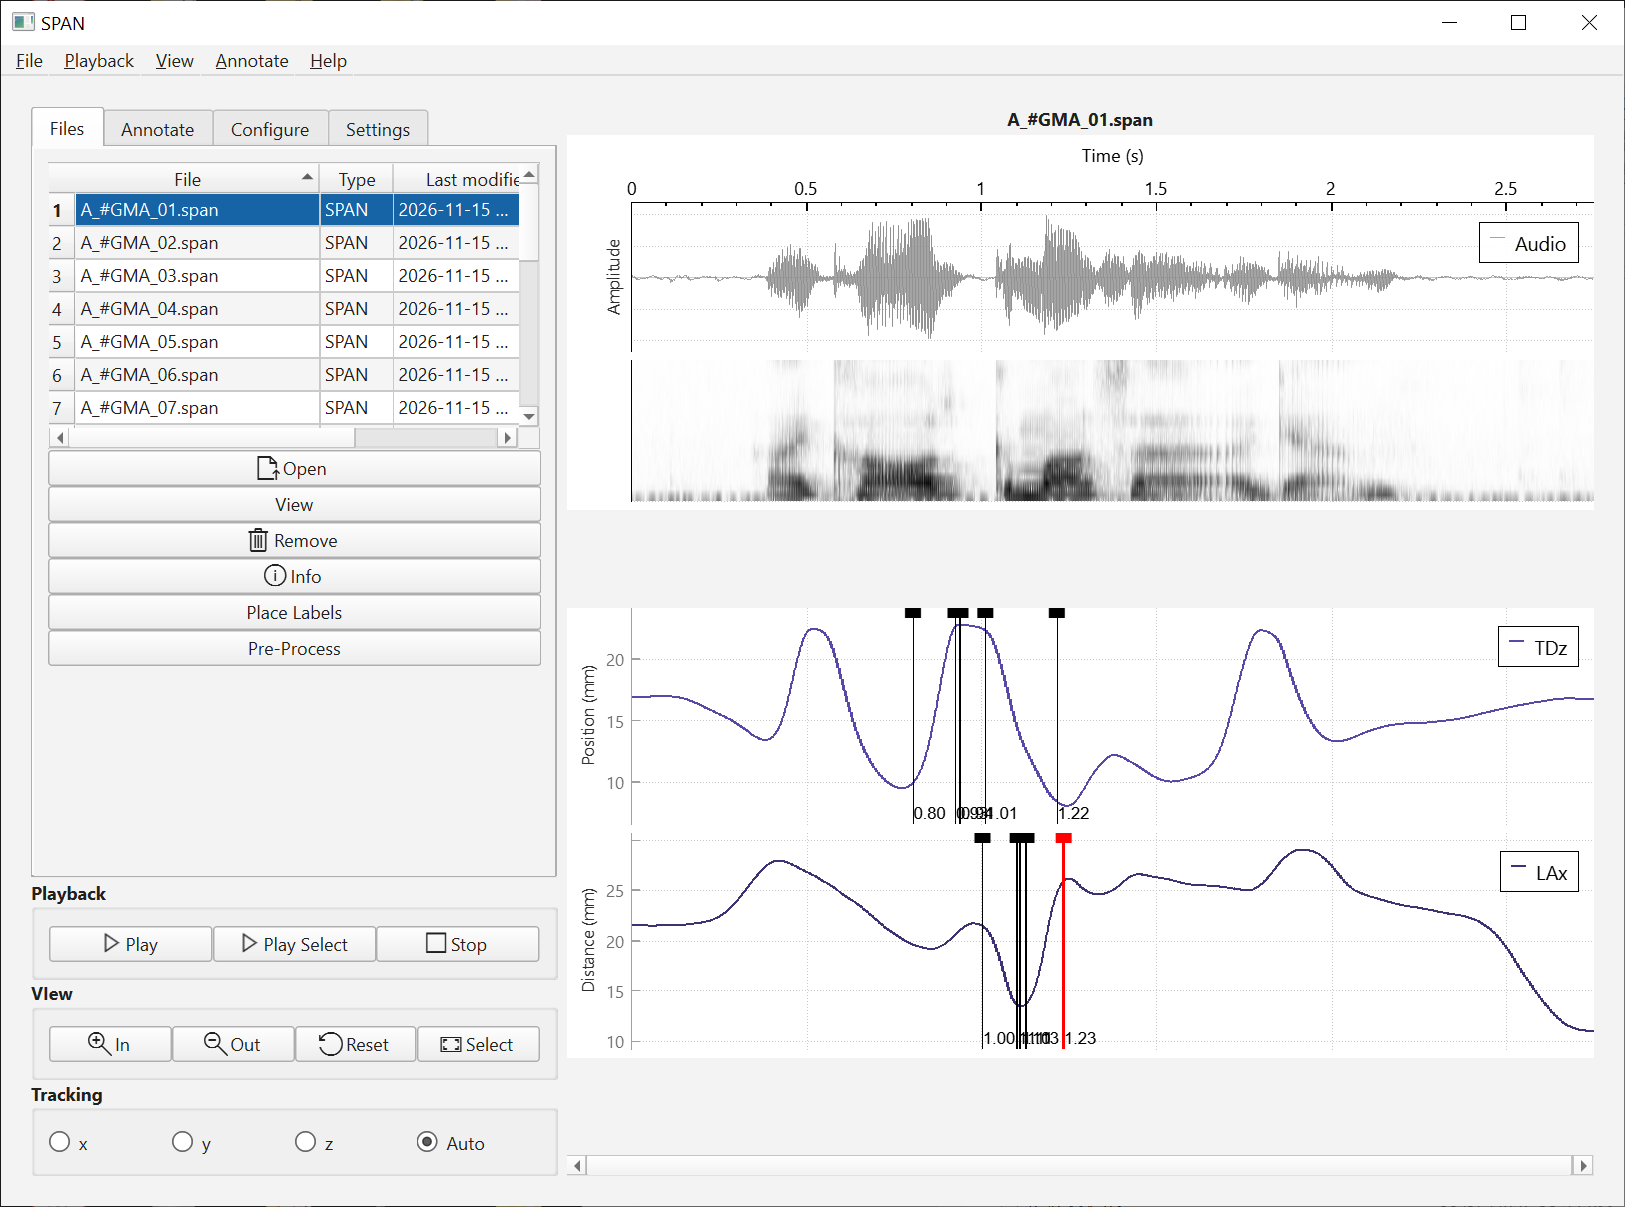 SPAN
File Playback View Annotate Help
Files Annotate Configure Settings
File Type Last modifie
1 A_#GMA_01.span SPAN 2026-11-15 ...
2 A_#GMA_02.span SPAN 2026-11-15 ...
3 A_#GMA_03.span SPAN 2026-11-15 ...
4 A_#GMA_04.span SPAN 2026-11-15 ...
5 A_#GMA_05.span SPAN 2026-11-15 ...
6 A_#GMA_06.span SPAN 2026-11-15 ...
7 A_#GMA_07.span SPAN 2026-11-15 ...
Open
View
Remove
Info
Place Labels
Pre-Process
Playback
Play Play Select Stop
VIew
In Out Reset Select
Tracking
x y z Auto
A_#GMA_01.span
Time (s)
0 0.5 1 1.5 2 2.5
Amplitude
Audio
Position (mm)
20
15
10
TDz
0.80 1.01 1.22
Distance (mm)
25
20
15
10
LAx
1.00 1.23